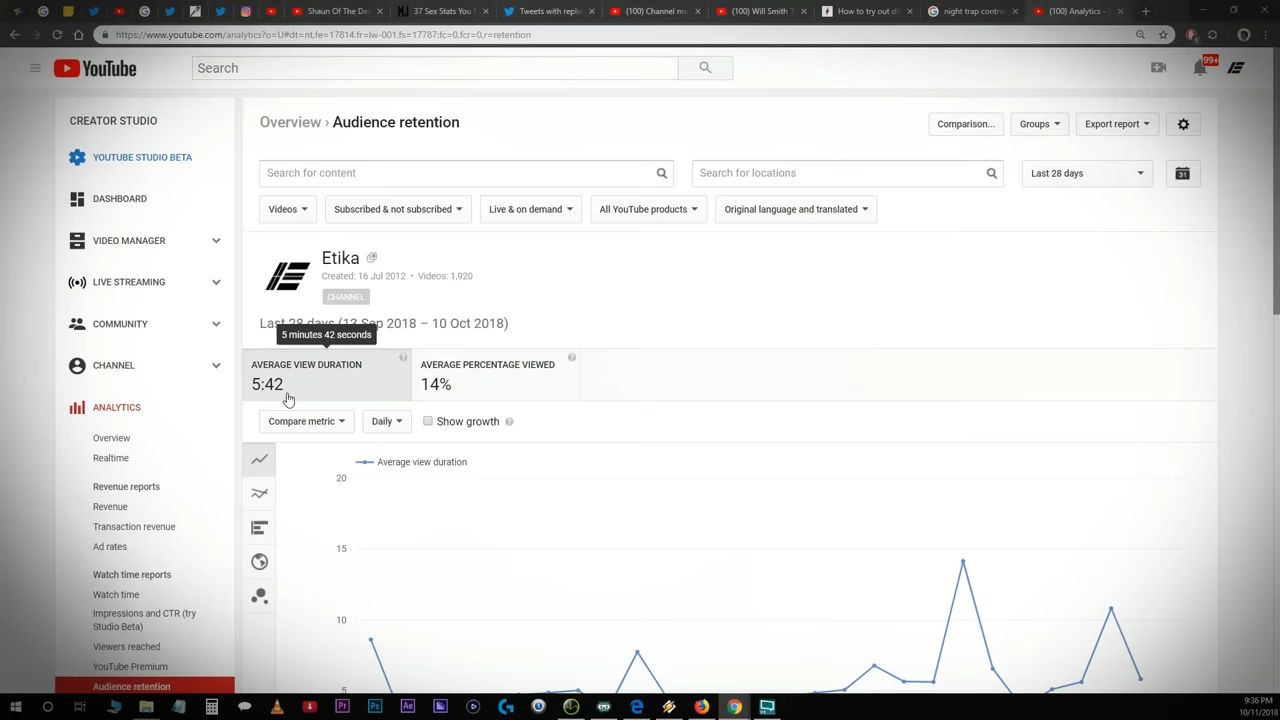 Shaun Of The De
37 Sex Stats You
Tweets with replie
(100) Channel me
(100) Will Smith T
How to try out di
night trap contro
(100) Analytics -
https://www.youtube.com/analytics?o=U#dt=nt,fe=17814,fr=lw-001,fs=17787;fc=0,fcr=0,r=retention
YouTube
Search
99+
CREATOR STUDIO
Overview › Audience retention
Comparison...
Groups
Export report
YOUTUBE STUDIO BETA
Search for content
Search for locations
Last 28 days
31
DASHBOARD
Videos
Subscribed & not subscribed
Live & on demand
All YouTube products
Original language and translated
VIDEO MANAGER
Etika
Created: 16 Jul 2012 • Videos: 1,920
LIVE STREAMING
CHANNEL
COMMUNITY
Last 28 days (13 Sep 2018 – 10 Oct 2018)
5 minutes 42 seconds
CHANNEL
AVERAGE VIEW DURATION
?
AVERAGE PERCENTAGE VIEWED
?
5:42
14%
ANALYTICS
Compare metric
Daily
Show growth
?
Overview
Realtime
Average view duration
Revenue reports
20
Revenue
Transaction revenue
Ad rates
15
Watch time reports
Watch time
Impressions and CTR (try
Studio Beta)
10
Viewers reached
YouTube Premium
Audience retention
5
9:36 PM
10/11/2018